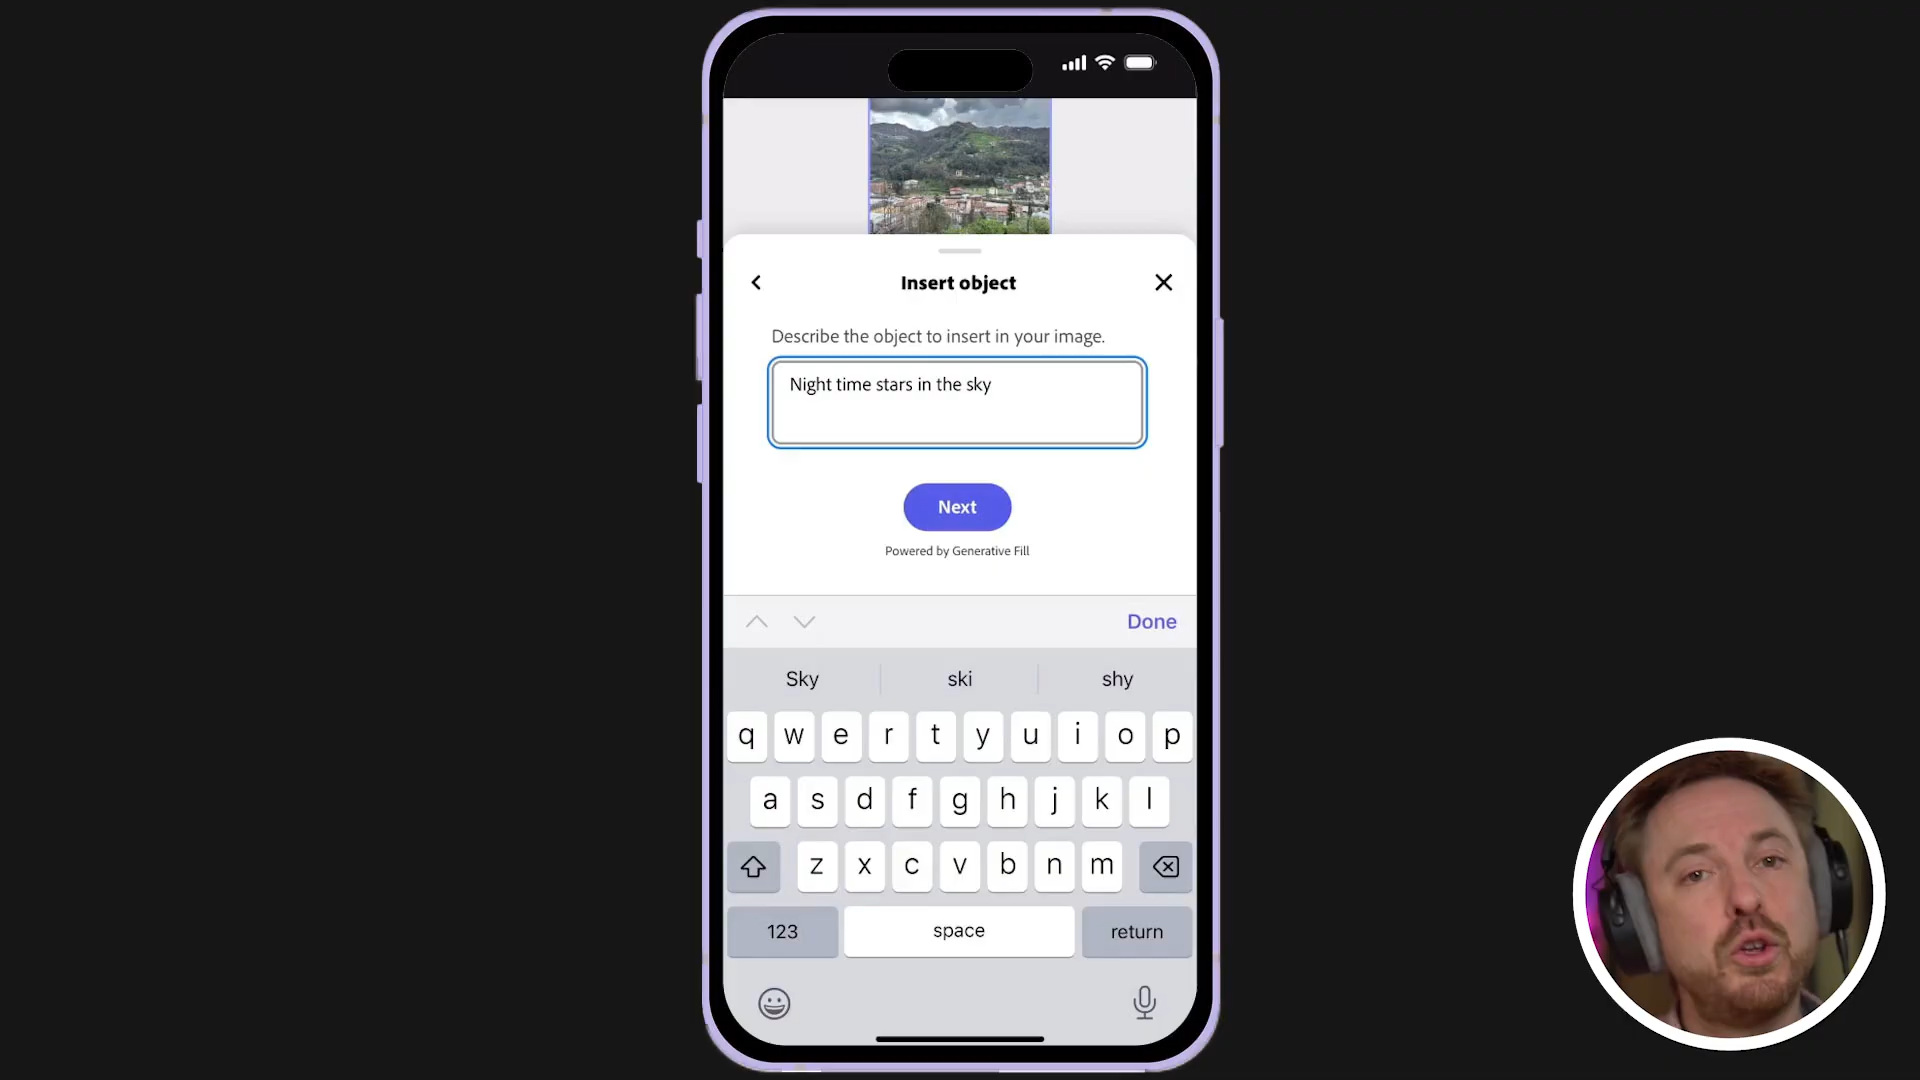 Insert object
Describe the object to insert in your image.
Night time stars in the sky
Next
Powered by Generative Fill
Done
Sky ski shy
q w e r t y u i o p
a s d f g h j k l
z x c v b n m
123 space return